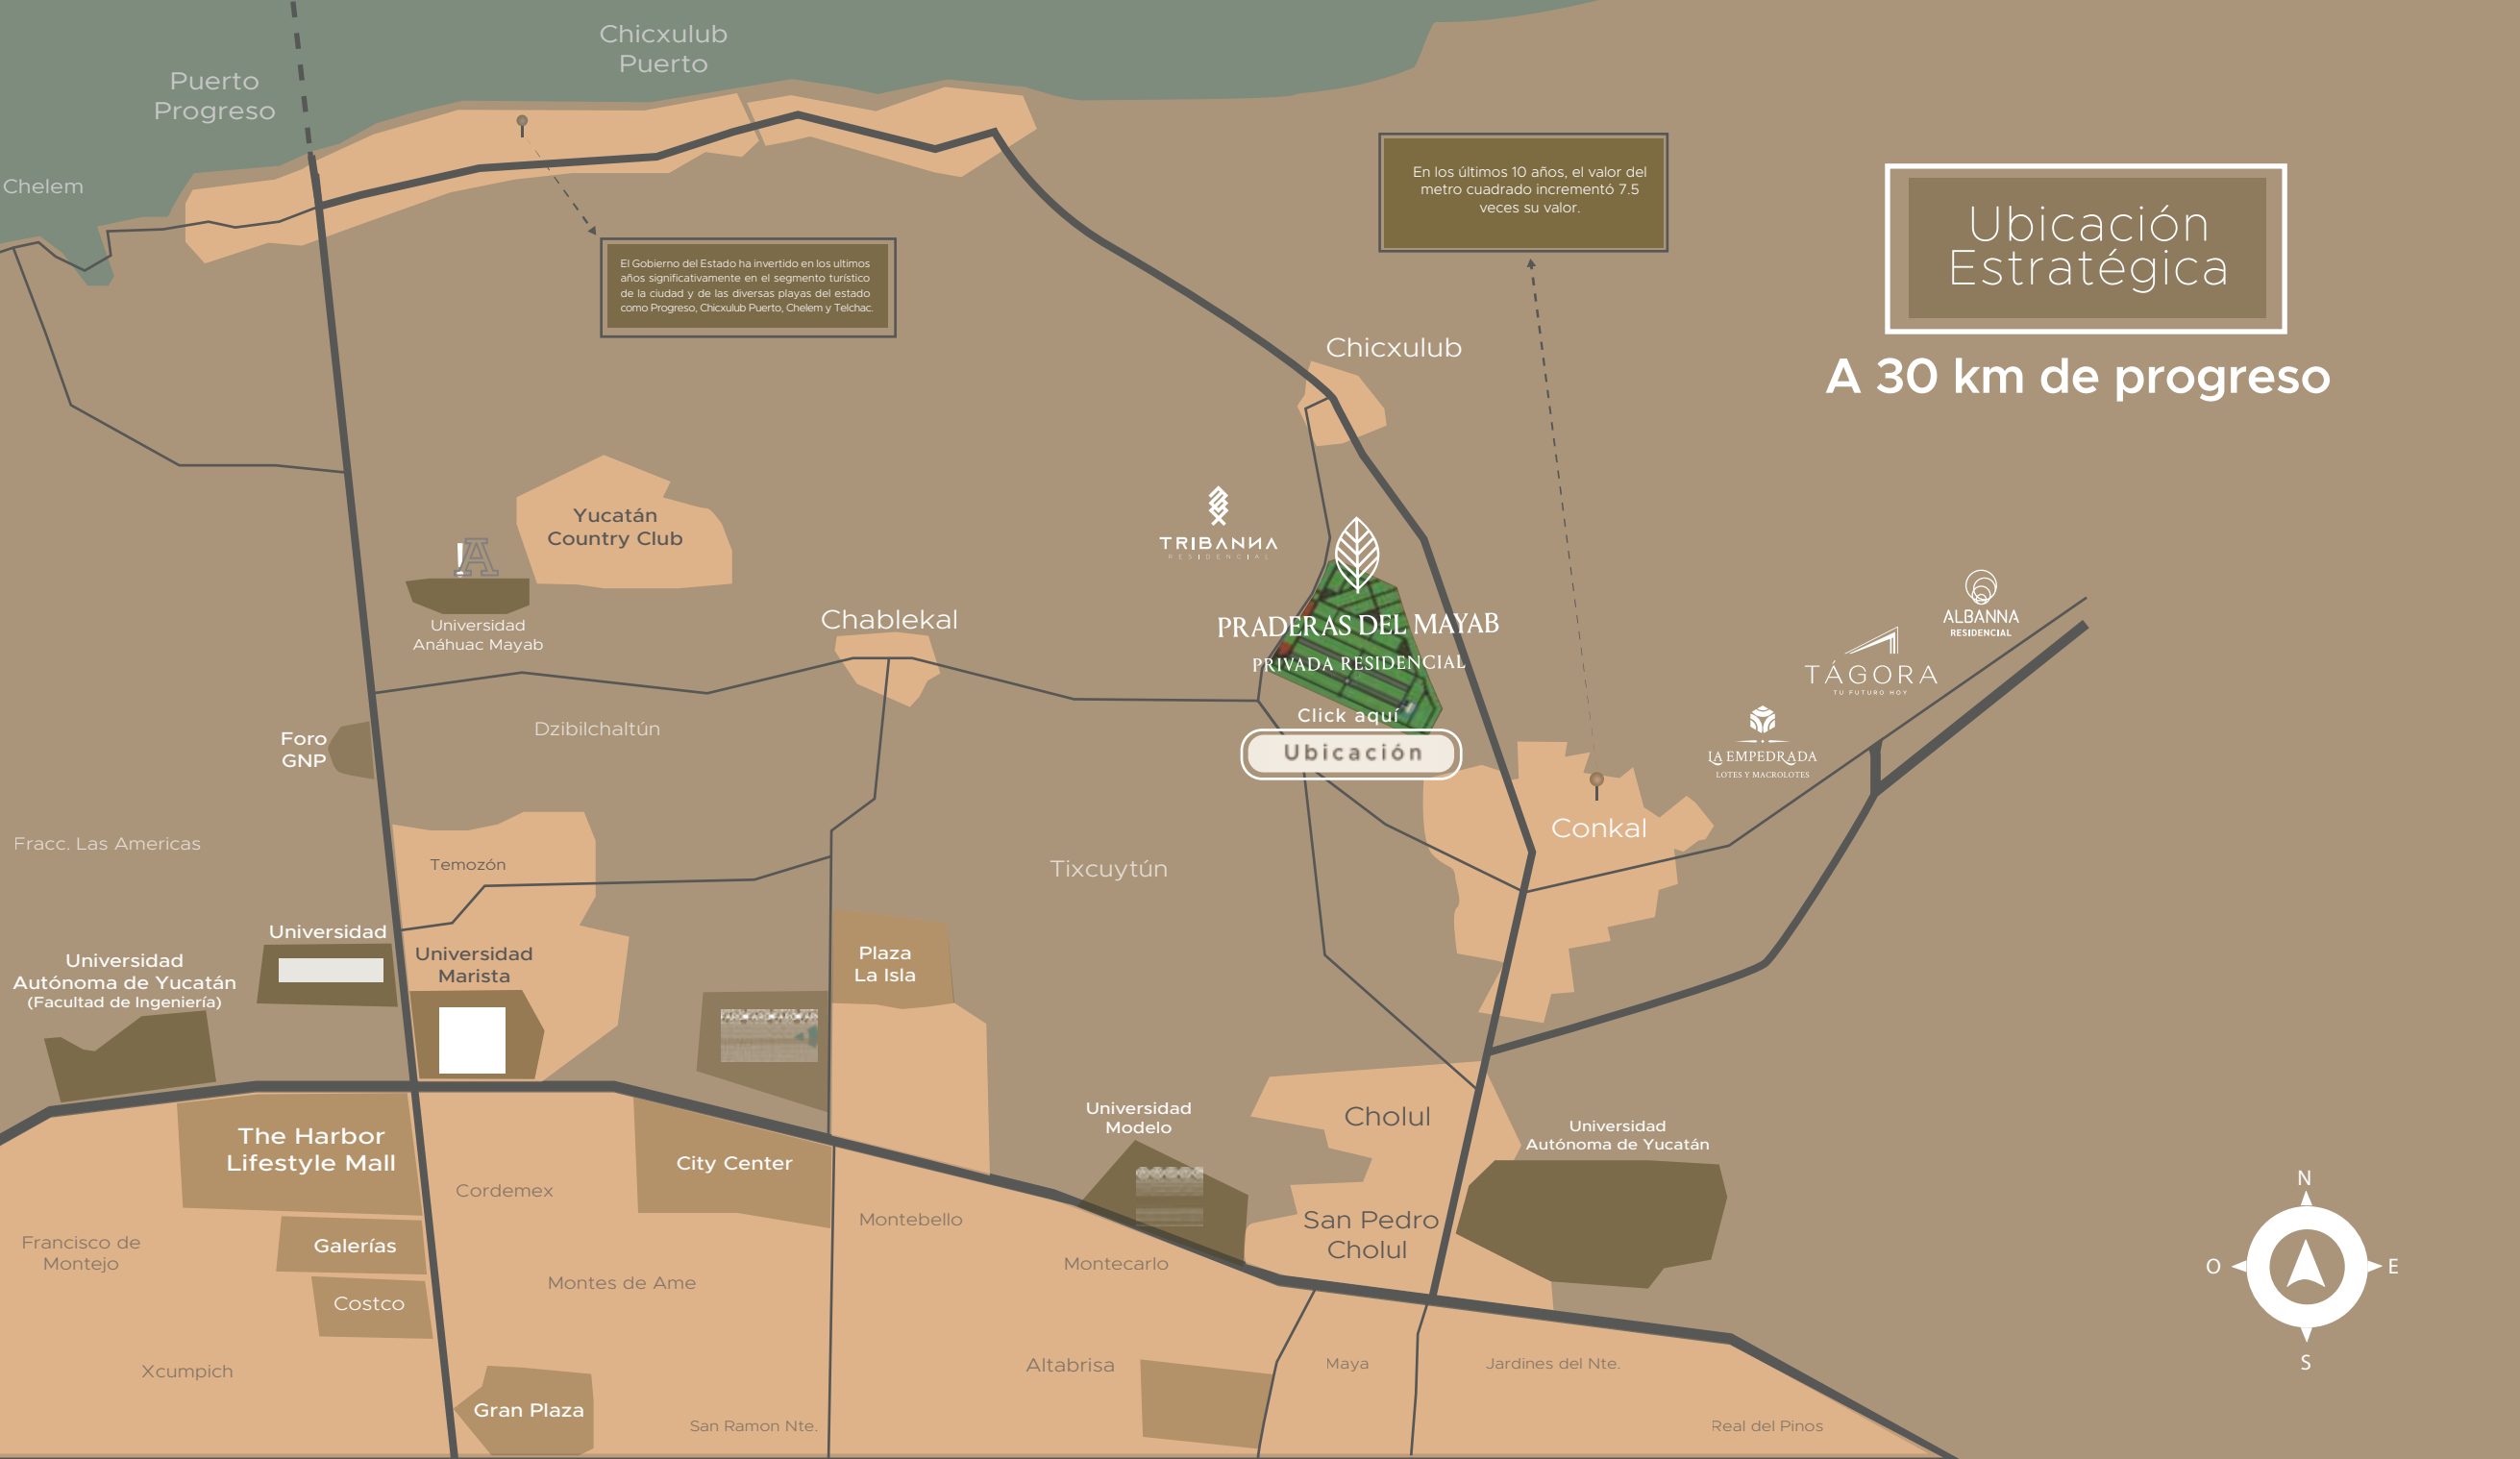 Chicxulub
Puerto
Puerto
Progreso
Chelem
En los últimos 10 años, el valor del
metro cuadrado incrementó 7.5
veces su valor.
Ubicación
Estratégica
A 30 km de progreso
El Gobierno del Estado ha invertido en los ultimos
años significativamente en el segmento turístico
de la ciudad y de las diversas playas del estado
como Progreso, Chicxulub Puerto, Chelem y Telchac.
Chicxulub
Yucatán
Country Club
TRIBANNA
RESIDENCIAL
A
Universidad
Anáhuac Mayab
Chablekal
PRADERAS DEL MAYAB
PRIVADA RESIDENCIAL
Click aquí
Ubicación
ALBANNA
RESIDENCIAL
TÁGORA
TU FUTURO HOY
LA EMPEDRADA
LOTES Y MACROLOTES
Foro
GNP
Dzibilchaltún
Conkal
Fracc. Las Americas
Temozón
Tixcuytún
Universidad
Universidad
Marista
Universidad
Autónoma de Yucatán
(Facultad de Ingeniería)
Plaza
La Isla
Universidad
Modelo
Cholul
Universidad
Autónoma de Yucatán
The Harbor
Lifestyle Mall
City Center
Cordemex
Montebello
San Pedro
Cholul
Francisco de
Montejo
Galerías
Montecarlo
Montes de Ame
Costco
Xcumpich
Altabrisa
Maya
Jardines del Nte.
Gran Plaza
San Ramon Nte.
Real del Pinos
N
O
E
S